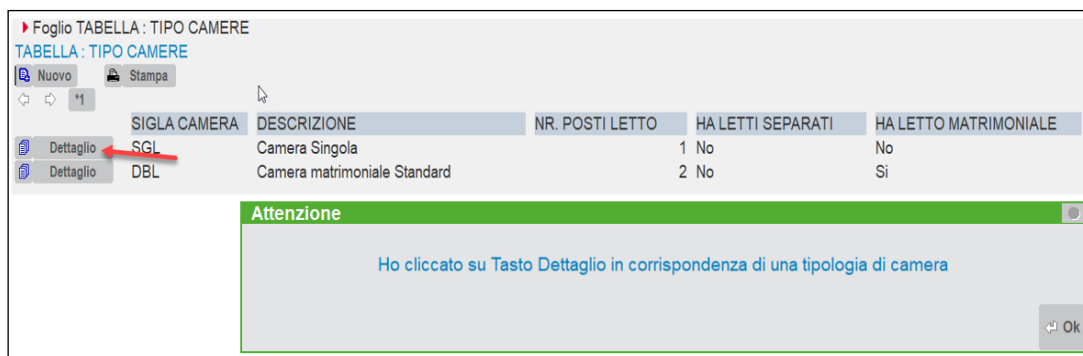 Foglio TABELLA : TIPO CAMERE
TABELLA : TIPO CAMERE
Nuovo Stampa
*1
SIGLA CAMERA DESCRIZIONE NR. POSTI LETTO HA LETTI SEPARATI HA LETTO MATRIMONIALE
Dettaglio SGL Camera Singola 1 No No
Dettaglio DBL Camera matrimoniale Standard 2 No Si
Attenzione
Ho cliccato su Tasto Dettaglio in corrispondenza di una tipologia di camera
Ok